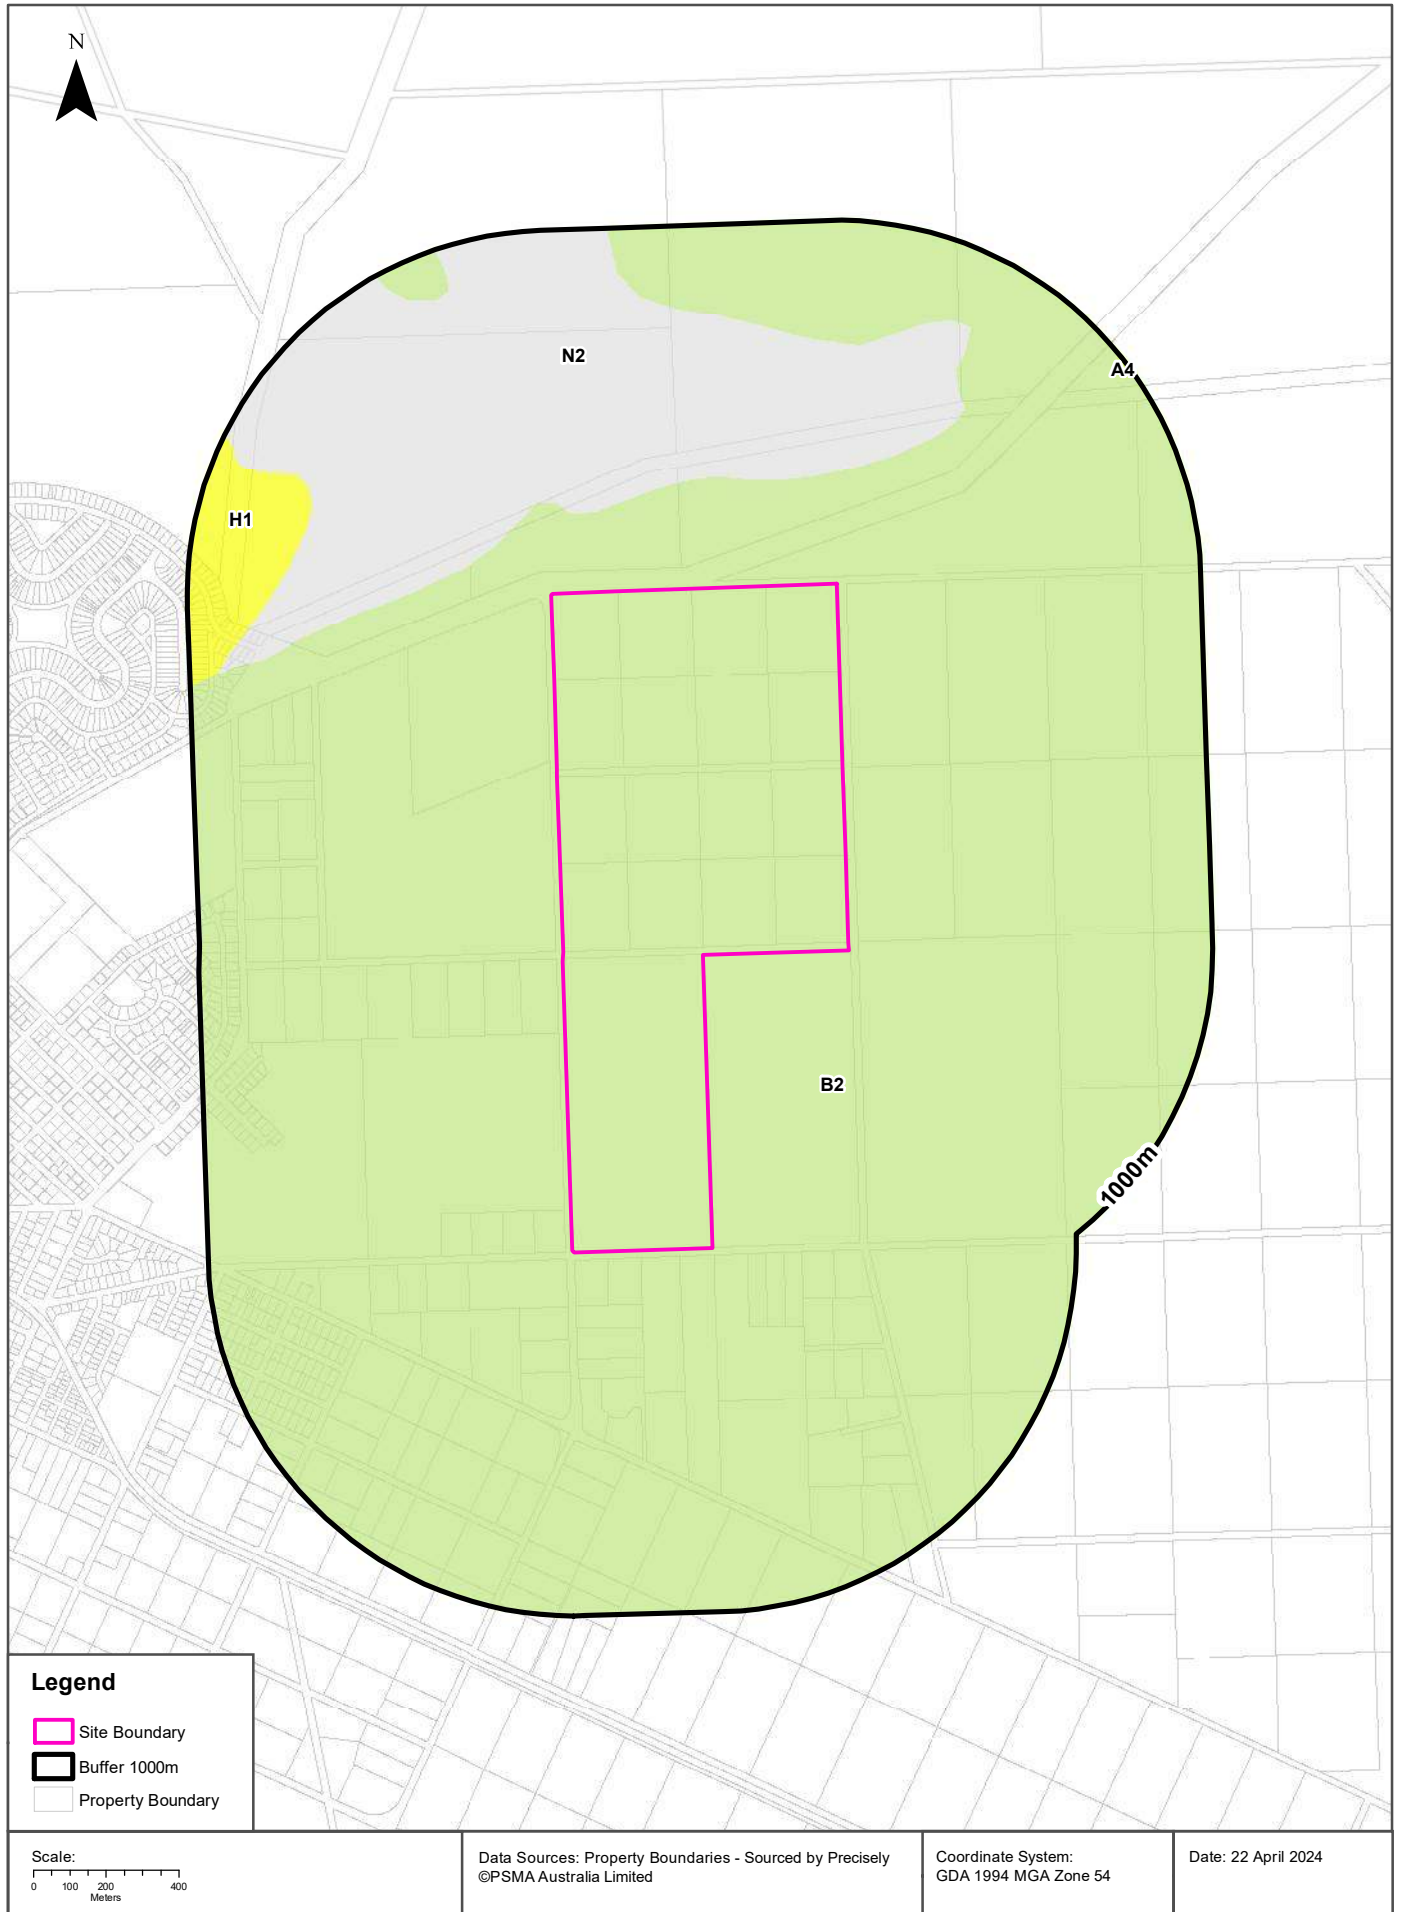 N
N2
A4
H1
B2
1000m
Legend
Site Boundary
Buffer 1000m
Property Boundary
Scale:
0 100 200 400
Meters
Data Sources: Property Boundaries - Sourced by Precisely
©PSMA Australia Limited
Coordinate System:
GDA 1994 MGA Zone 54
Date: 22 April 2024